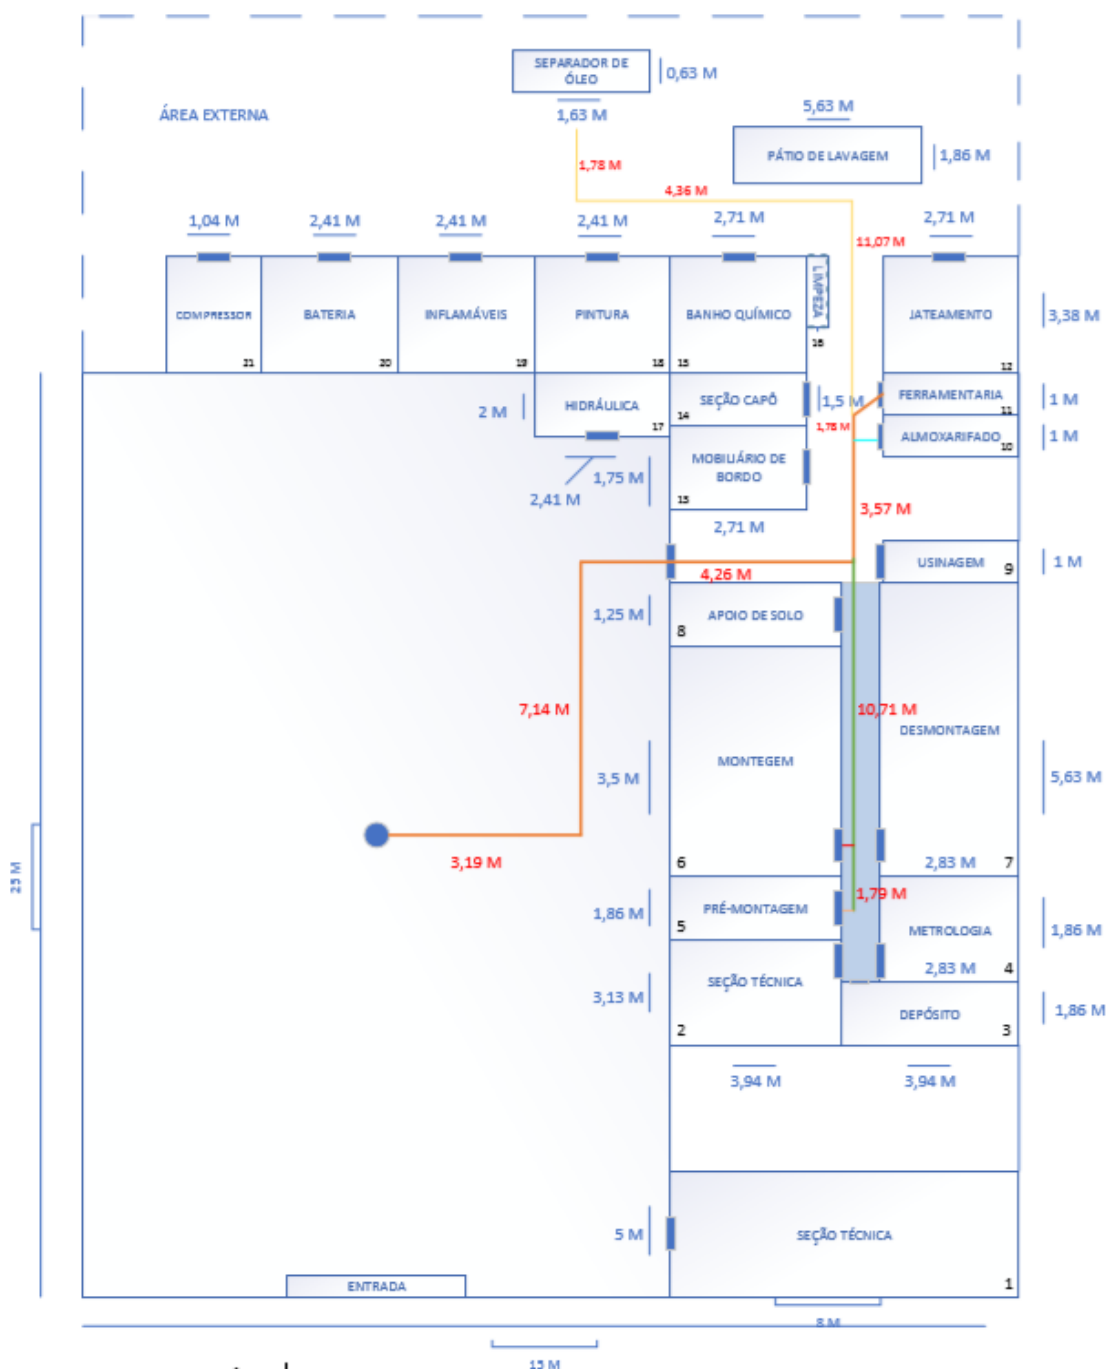 SEPARADOR DE
ÓLEO
0,63 M
1,63 M
ÁREA EXTERNA
5,63 M
PÁTIO DE LAVAGEM
1,86 M
1,78 M
4,36 M
1,04 M
2,41 M
2,41 M
2,41 M
2,71 M
2,71 M
11,07 M
COMPRESSOR
21
BATERIA
20
INFLAMÁVEIS
19
PINTURA
18
BANHO QUÍMICO
15
LIMPEZA
16
JATEAMENTO
12
3,38 M
2 M
HIDRÁULICA
17
SEÇÃO CAPÔ
14
1,5 M
FERRAMENTARIA
11
1 M
1,78 M
ALMOXARIFADO
10
1 M
MOBILIÁRIO DE
BORDO
13
1,75 M
2,41 M
3,57 M
2,71 M
4,26 M
USINAGEM
9
1 M
1,25 M
APOIO DE SOLO
8
7,14 M
10,71 M
DESMONTAGEM
MONTEGEM
3,5 M
5,63 M
3,19 M
6
2,83 M
7
25 M
1,79 M
1,86 M
PRÉ-MONTAGEM
5
METROLOGIA
1,86 M
2,83 M
4
SEÇÃO TÉCNICA
3,13 M
2
DEPÓSITO
3
1,86 M
3,94 M
3,94 M
5 M
SEÇÃO TÉCNICA
1
ENTRADA
8 M